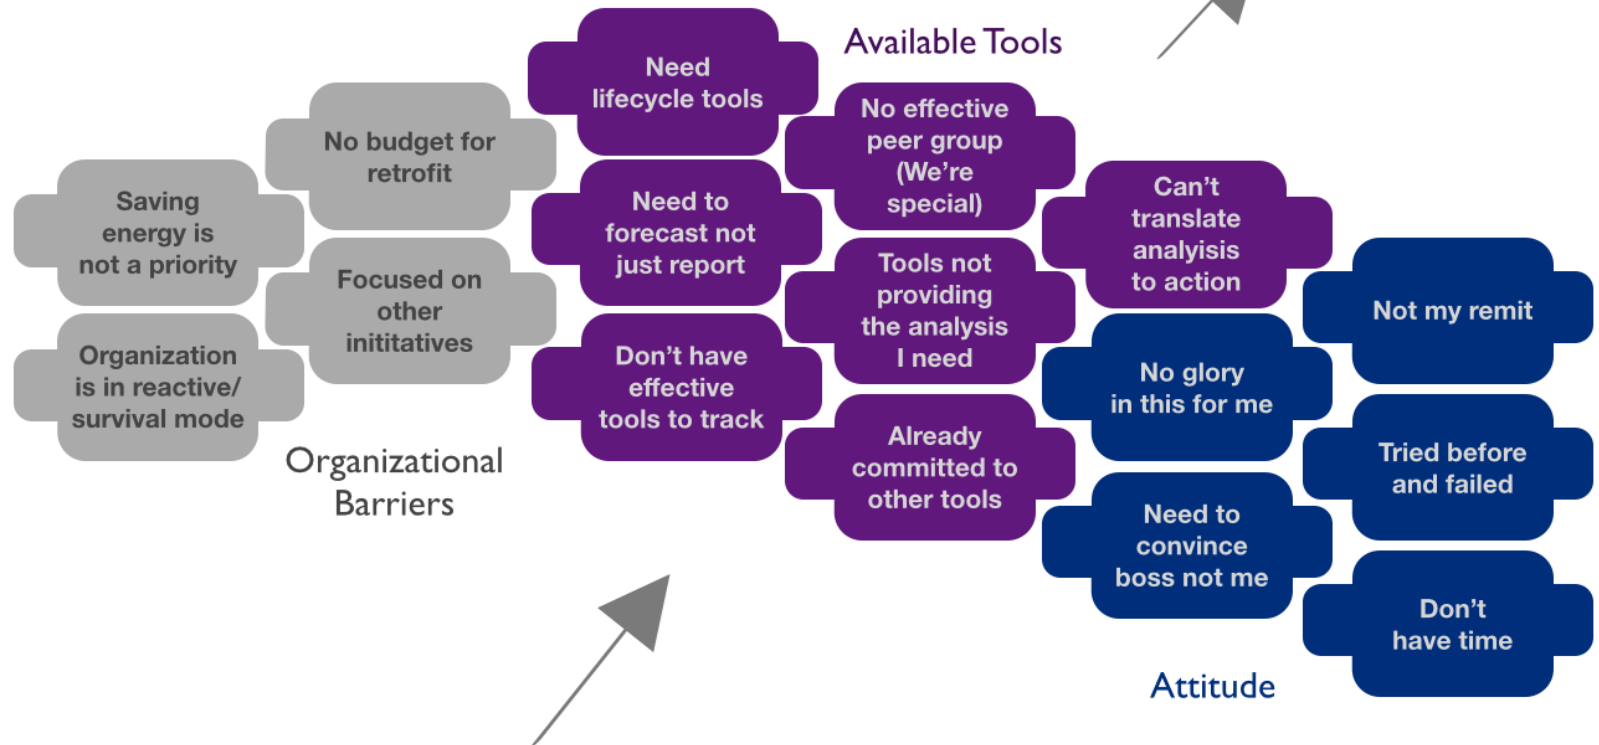 Available Tools
Need
lifecycle tools
No effective
peer group
(We're
special)
No budget for
retrofit
Saving
energy is
not a priority
Need to
forecast not
just report
Can't
translate
analyisis
to action
Focused on
other
inititatives
Tools not
providing
the analysis
I need
Not my remit
Organization
is in reactive/
survival mode
Don't have
effective
tools to track
No glory
in this for me
Organizational
Barriers
Already
committed to
other tools
Tried before
and failed
Need to
convince
boss not me
Don't
have time
Attitude